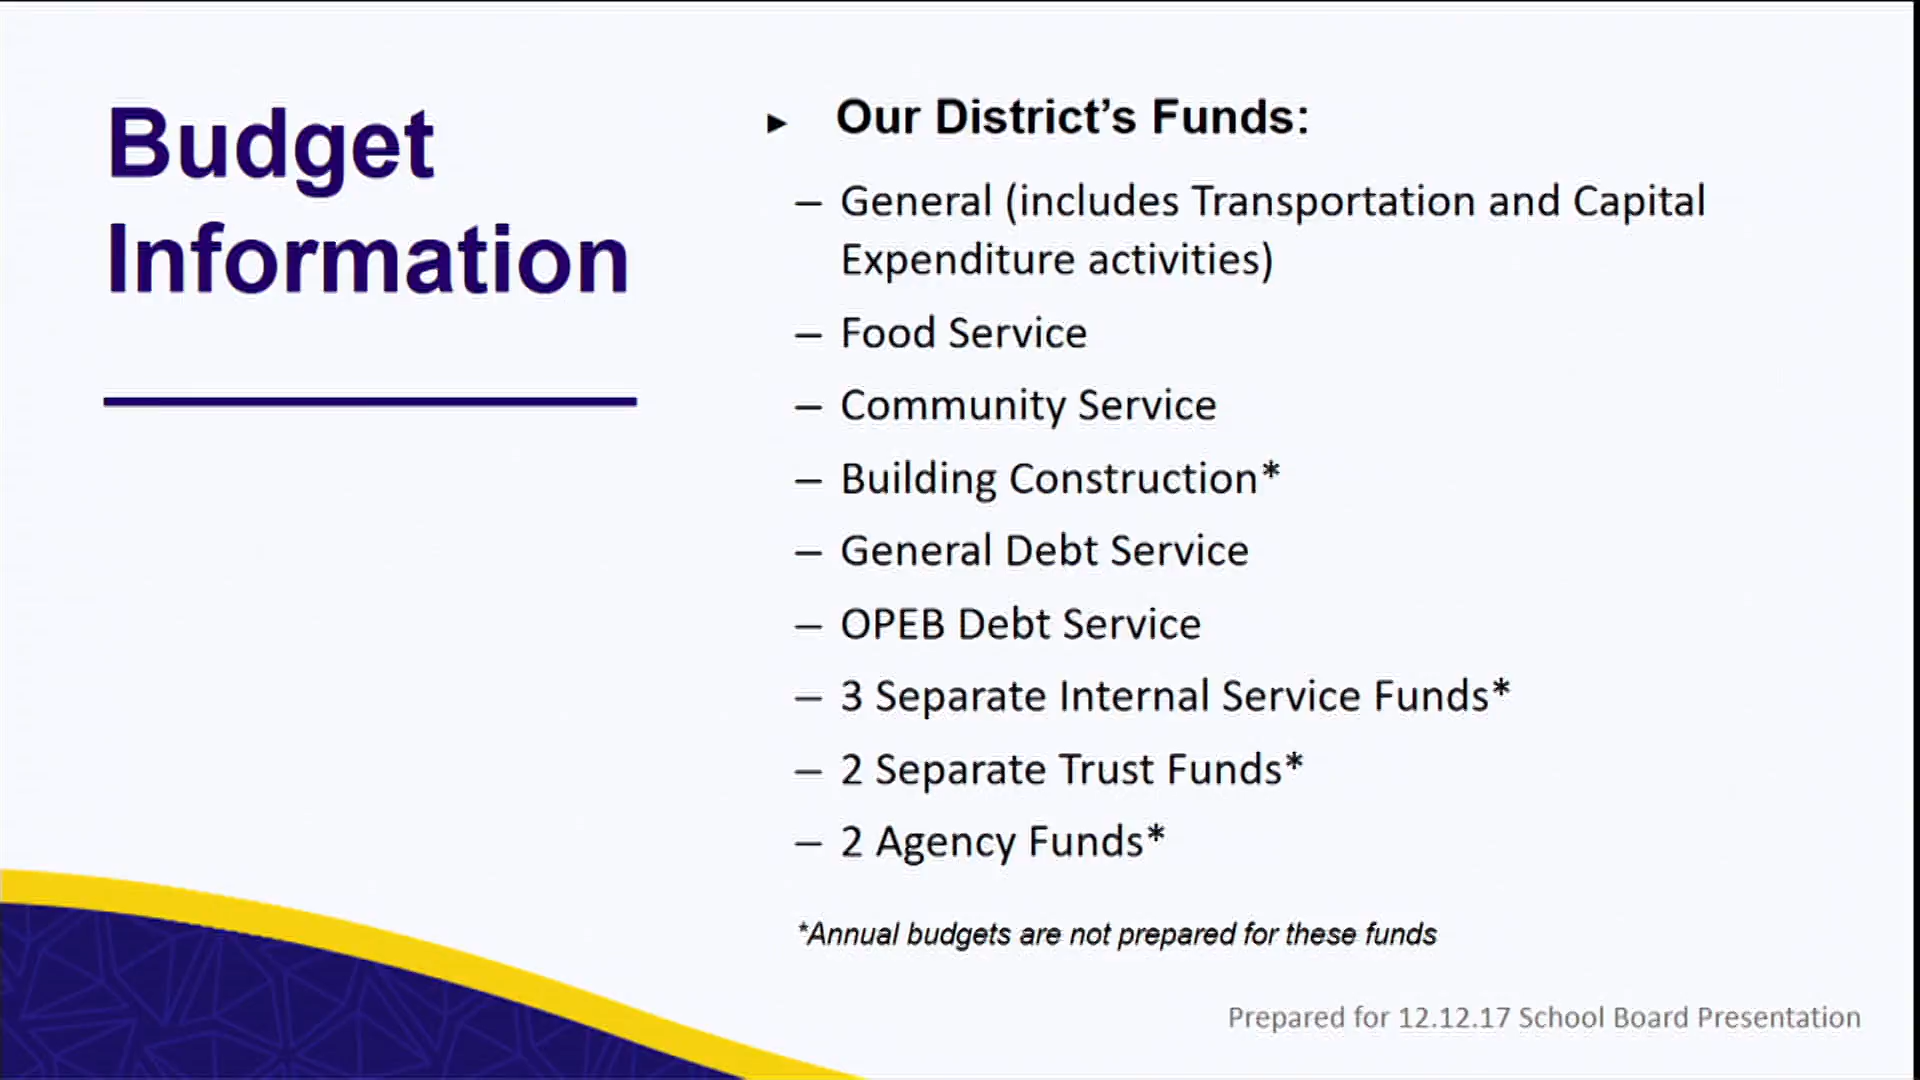 Budget
Information
► Our District's Funds:
– General (includes Transportation and Capital
Expenditure activities)
– Food Service
– Community Service
– Building Construction*
– General Debt Service
– OPEB Debt Service
– 3 Separate Internal Service Funds*
– 2 Separate Trust Funds*
– 2 Agency Funds*
*Annual budgets are not prepared for these funds
Prepared for 12.12.17 School Board Presentation